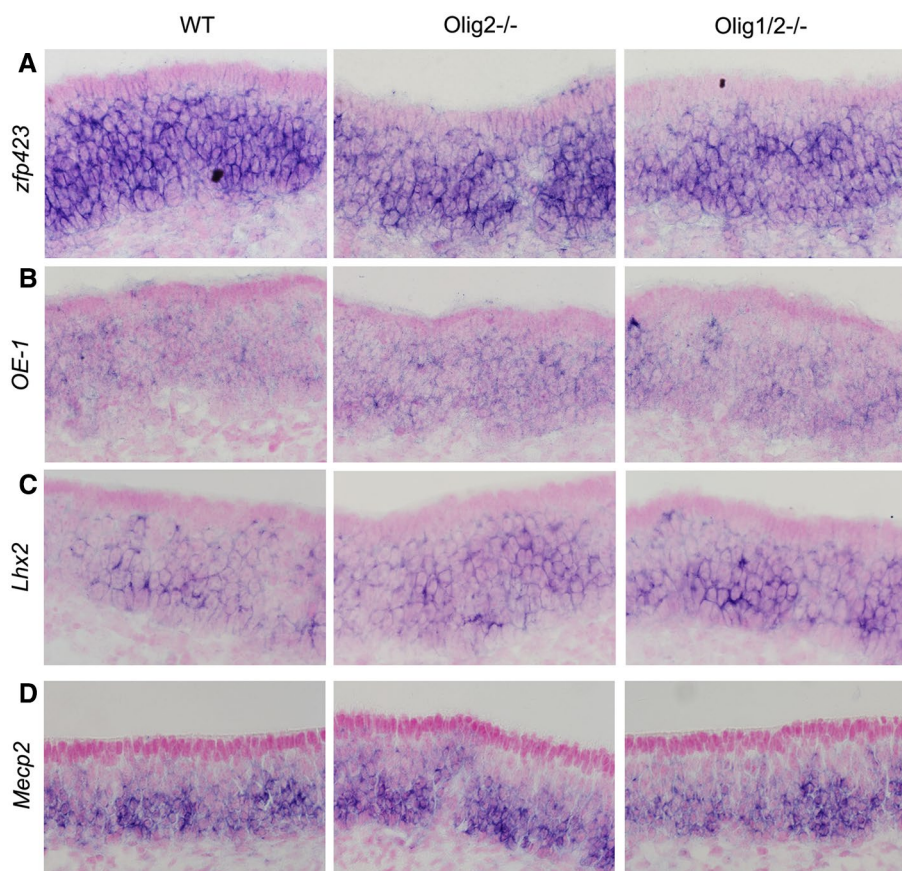 WT Olig2-/- Olig1/2-/-
A zfp423
B OE-1
C Lhx2
D Mecp2